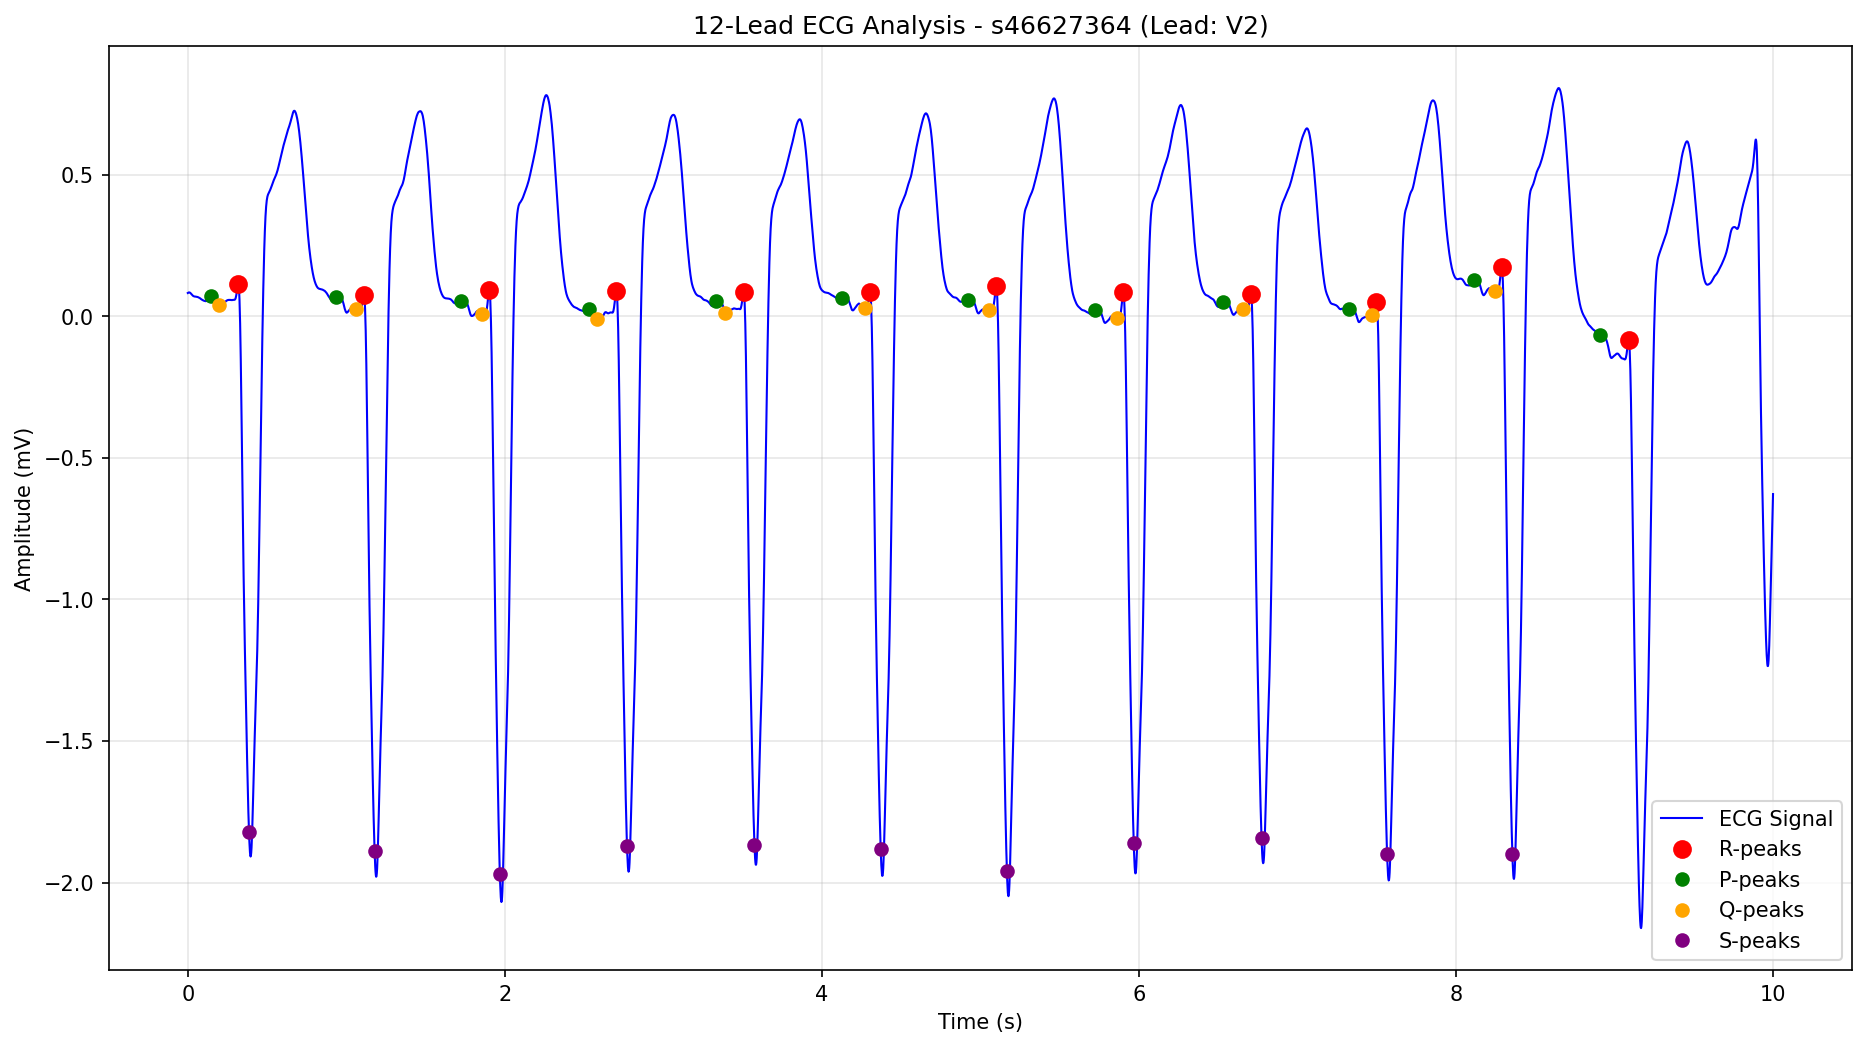 12-Lead ECG Analysis - s46627364 (Lead: V2)
Amplitude (mV)
0.5
0.0
−0.5
−1.0
−1.5
−2.0
ECG Signal
R-peaks
P-peaks
Q-peaks
S-peaks
0 2 4 6 8 10
Time (s)